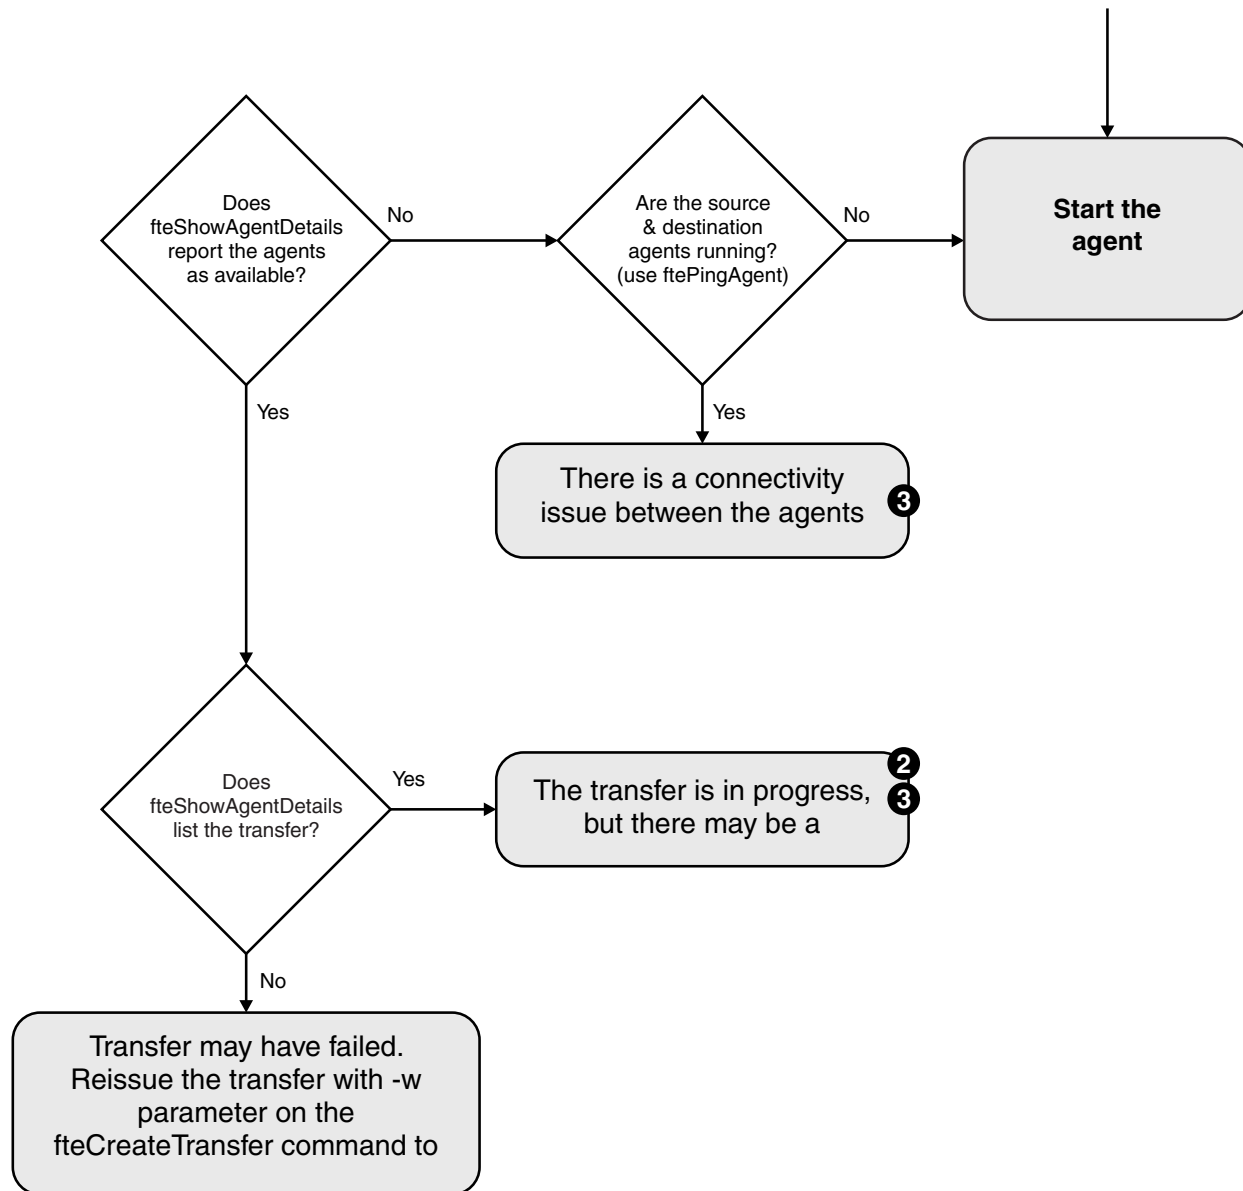 Does
fteShowAgentDetails
report the agents
as available?
No
Are the source
& destination
agents running?
(use ftePingAgent)
No
Start the
agent
Yes
Yes
There is a connectivity
issue between the agents
3
Does
fteShowAgentDetails
list the transfer?
Yes
The transfer is in progress,
but there may be a
2
3
No
Transfer may have failed.
Reissue the transfer with -w
parameter on the
fteCreateTransfer command to